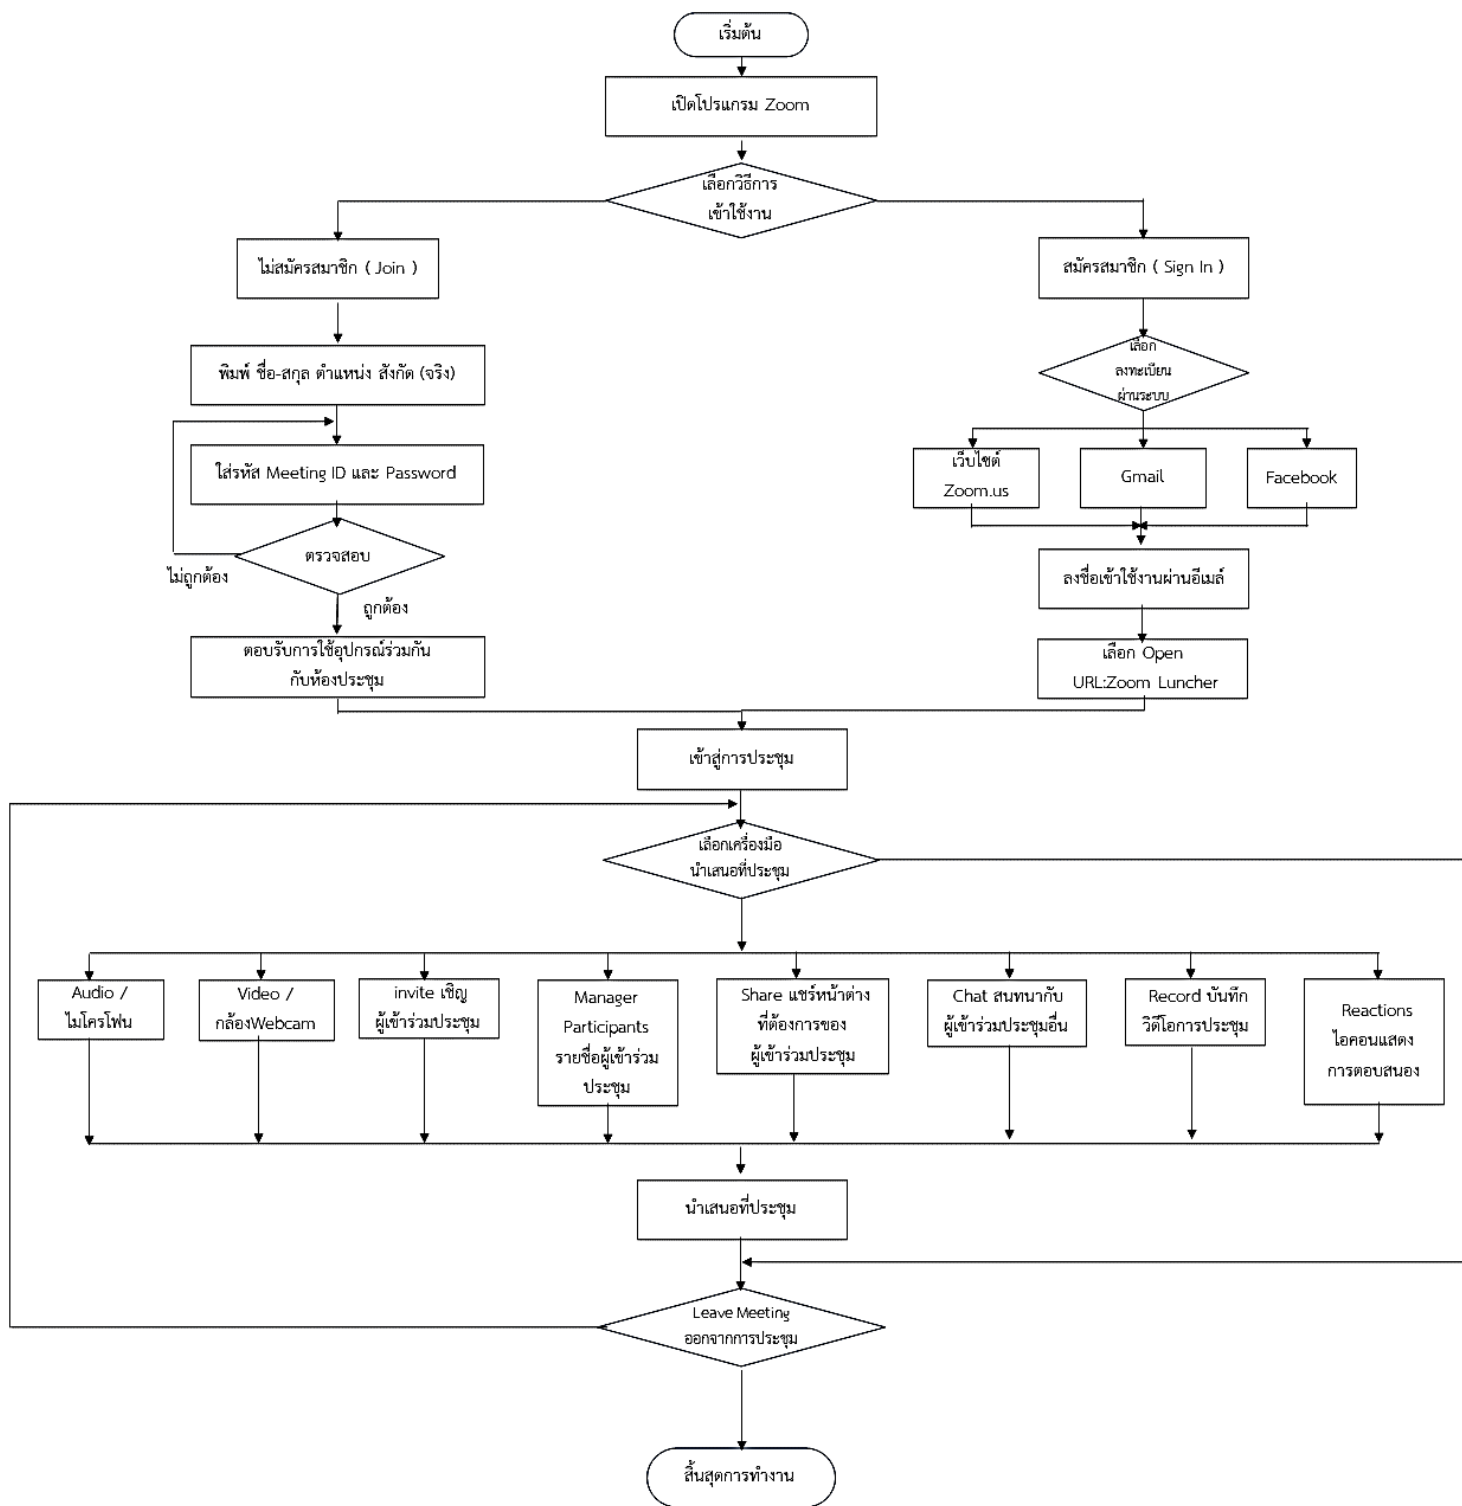 เริ่มต้น
เปิดโปรแกรม Zoom
เลือกวิธีการ
เข้าใช้งาน
ไม่สมัครสมาชิก ( Join )
สมัครสมาชิก ( Sign In )
พิมพ์ ชื่อ-สกุล ตำแหน่ง สังกัด (จริง)
เลือก
ลงทะเบียน
ผ่านระบบ
ใส่รหัส Meeting ID และ Password
เว็บไซต์
Zoom.us
Gmail
Facebook
ตรวจสอบ
ไม่ถูกต้อง
ถูกต้อง
ลงชื่อเข้าใช้งานผ่านอีเมล์
ตอบรับการใช้อุปกรณ์ร่วมกัน
กับห้องประชุม
เลือก Open
URL:Zoom Luncher
เข้าสู่การประชุม
เลือกเครื่องมือ
นำเสนอที่ประชุม
Audio /
ไมโครโฟน
Video /
กล้องWebcam
invite เชิญ
ผู้เข้าร่วมประชุม
Manager
Participants
รายชื่อผู้เข้าร่วม
ประชุม
Share แชร์หน้าต่าง
ที่ต้องการของ
ผู้เข้าร่วมประชุม
Chat สนทนากับ
ผู้เข้าร่วมประชุมอื่น
Record บันทึก
วิดีโอการประชุม
Reactions
ไอคอนแสดง
การตอบสนอง
นำเสนอที่ประชุม
Leave Meeting
ออกจากการประชุม
สิ้นสุดการทำงาน